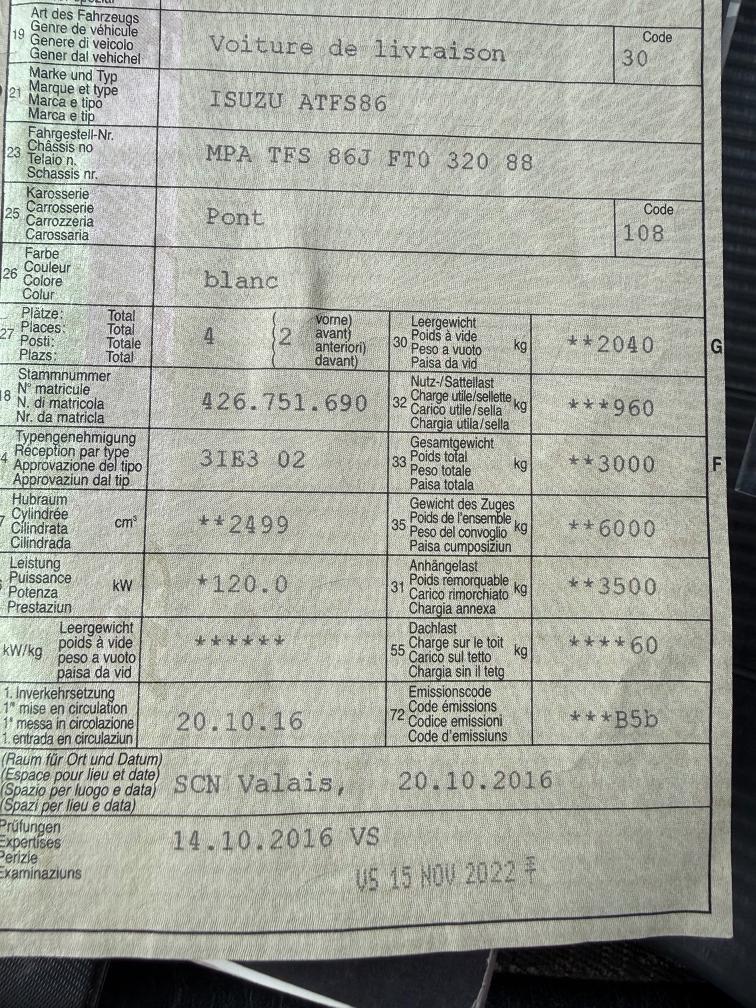 19 Art des Fahrzeugs
Genre de véhicule
Genere di veicolo
Gener dal vehichel
Voiture de livraison
Code
30
21 Marke und Typ
Marque et type
Marca e tipo
Marca e tip
ISUZU ATFS86
23 Fahrgestell-Nr.
Châssis no
Telaio n.
Schassis nr.
MPA TFS 86J FT0 320 88
25 Karosserie
Carrosserie
Carrozzeria
Carossaria
Pont
Code
108
26 Farbe
Couleur
Colore
Colur
blanc
27 Plätze: Total
Places: Total
Posti: Totale
Plazs: Total
4 (2 vorne)
avant)
anteriori)
davant)
30 Leergewicht
Poids à vide
Peso a vuoto
Paisa da vid
kg
**2040
G
18 Stammnummer
N° matricule
N. di matricola
Nr. da matricla
426.751.690
32 Nutz-/Sattellast
Charge utile/sellette
Carico utile/sella
Chargia utila/sella
kg
***960
4 Typengenehmigung
Réception par type
Approvazione del tipo
Approvaziun dal tip
3IE3 02
33 Gesamtgewicht
Poids total
Peso totale
Paisa totala
kg
**3000
F
7 Hubraum
Cylindrée
Cilindrata
Cilindrada
cm³
**2499
35 Gewicht des Zuges
Poids de l'ensemble
Peso del convoglio
Paisa cumposiziun
kg
**6000
Leistung
Puissance
Potenza
Prestaziun
kW
*120.0
31 Anhängelast
Poids remorquable
Carico rimorchiato
Chargia annexa
kg
**3500
kW/kg Leergewicht
poids à vide
peso a vuoto
paisa da vid
******
55 Dachlast
Charge sur le toit
Carico sul tetto
Chargia sin il tetg
kg
****60
1. Inverkehrsetzung
1re mise en circulation
1a messa in circolazione
1. entrada en circulaziun
20.10.16
72 Emissionscode
Code émissions
Codice emissioni
Code d'emissiuns
***B5b
(Raum für Ort und Datum)
(Espace pour lieu et date)
(Spazio per luogo e data)
(Spazi per lieu e data)
SCN Valais, 20.10.2016
Prüfungen
Expertises
Perizie
Examinaziuns
14.10.2016 VS
VS 15 NOV 2022